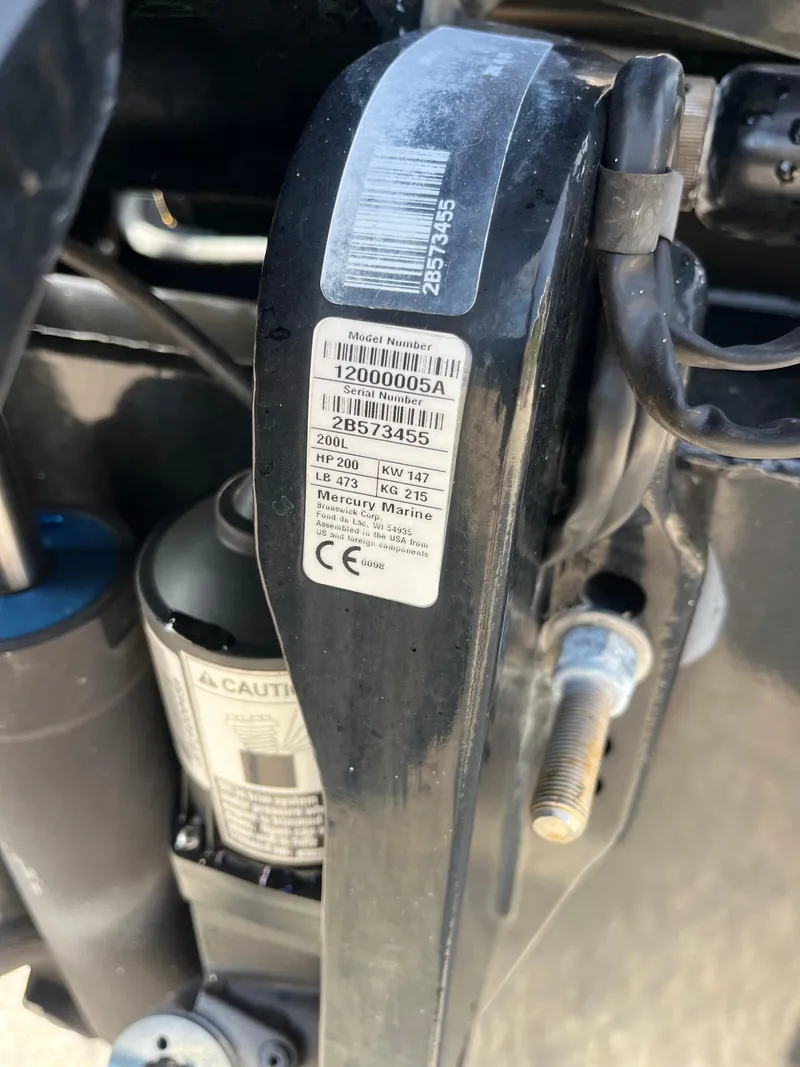 2B573455
Model Number
12000005A
Serial Number
2B573455
200L
HP 200 KW 147
LB 473 KG 215
Mercury Marine
Brunswick Corp.
Fond du Lac, WI 54935
Assembled in the USA from
US and foreign components
CE 0098
CAUTI